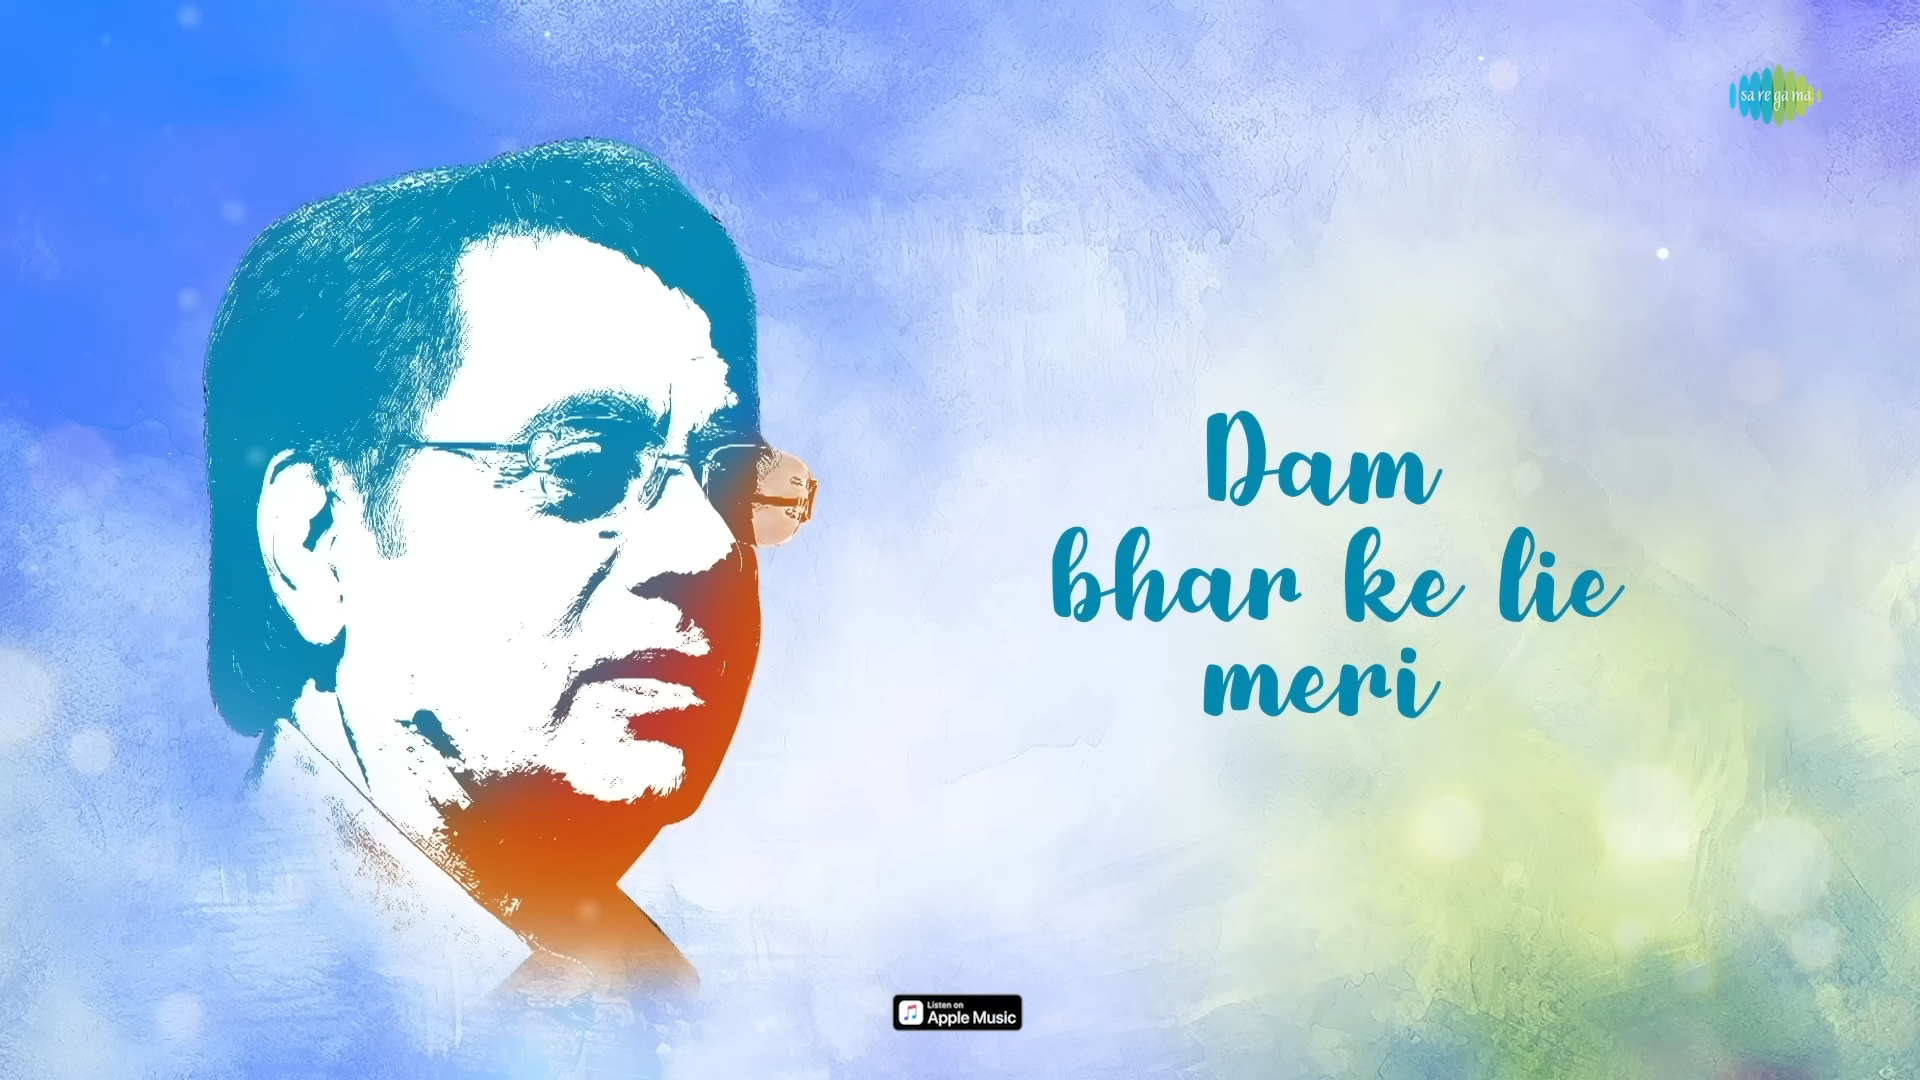 sa re ga ma
Dam
bhar ke lie
meri
Listen on
Apple Music